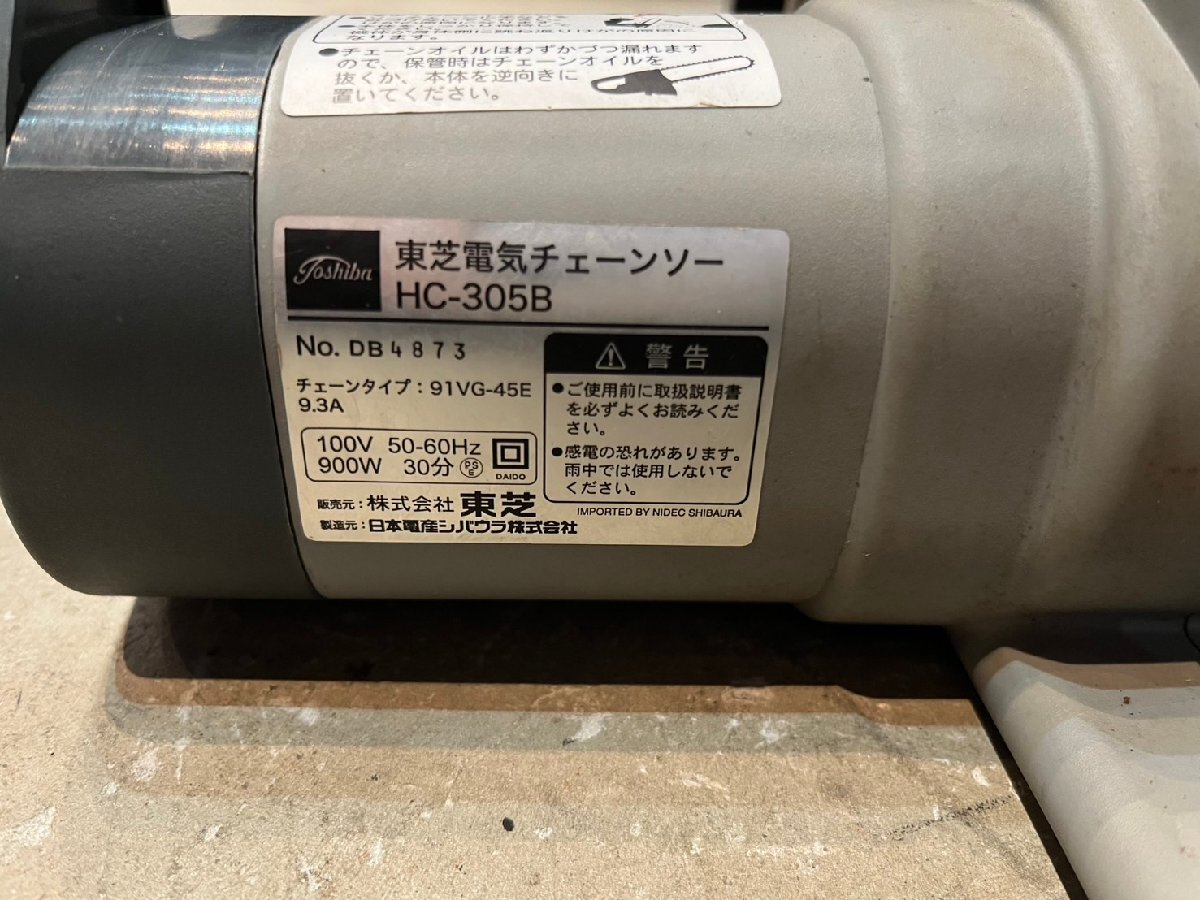 なります。
●チェーンオイルはわずかづつ漏れます
ので、保管時はチェーンオイルを
抜くか、本体を逆向きに
置いてください。
Toshiba
東芝電気チェーンソー
HC-305B
No. DB4873
チェーンタイプ：91VG-45E
9.3A
100V 50-60Hz
900W 30分
PS
E
DAIDO
警告
●ご使用前に取扱説明書
を必ずよくお読みくだ
さい。
●感電の恐れがあります。
雨中では使用しないで
ください。
販売元：株式会社 東芝
IMPORTED BY NIDEC SHIBAURA
製造元：日本電産シバウラ株式会社